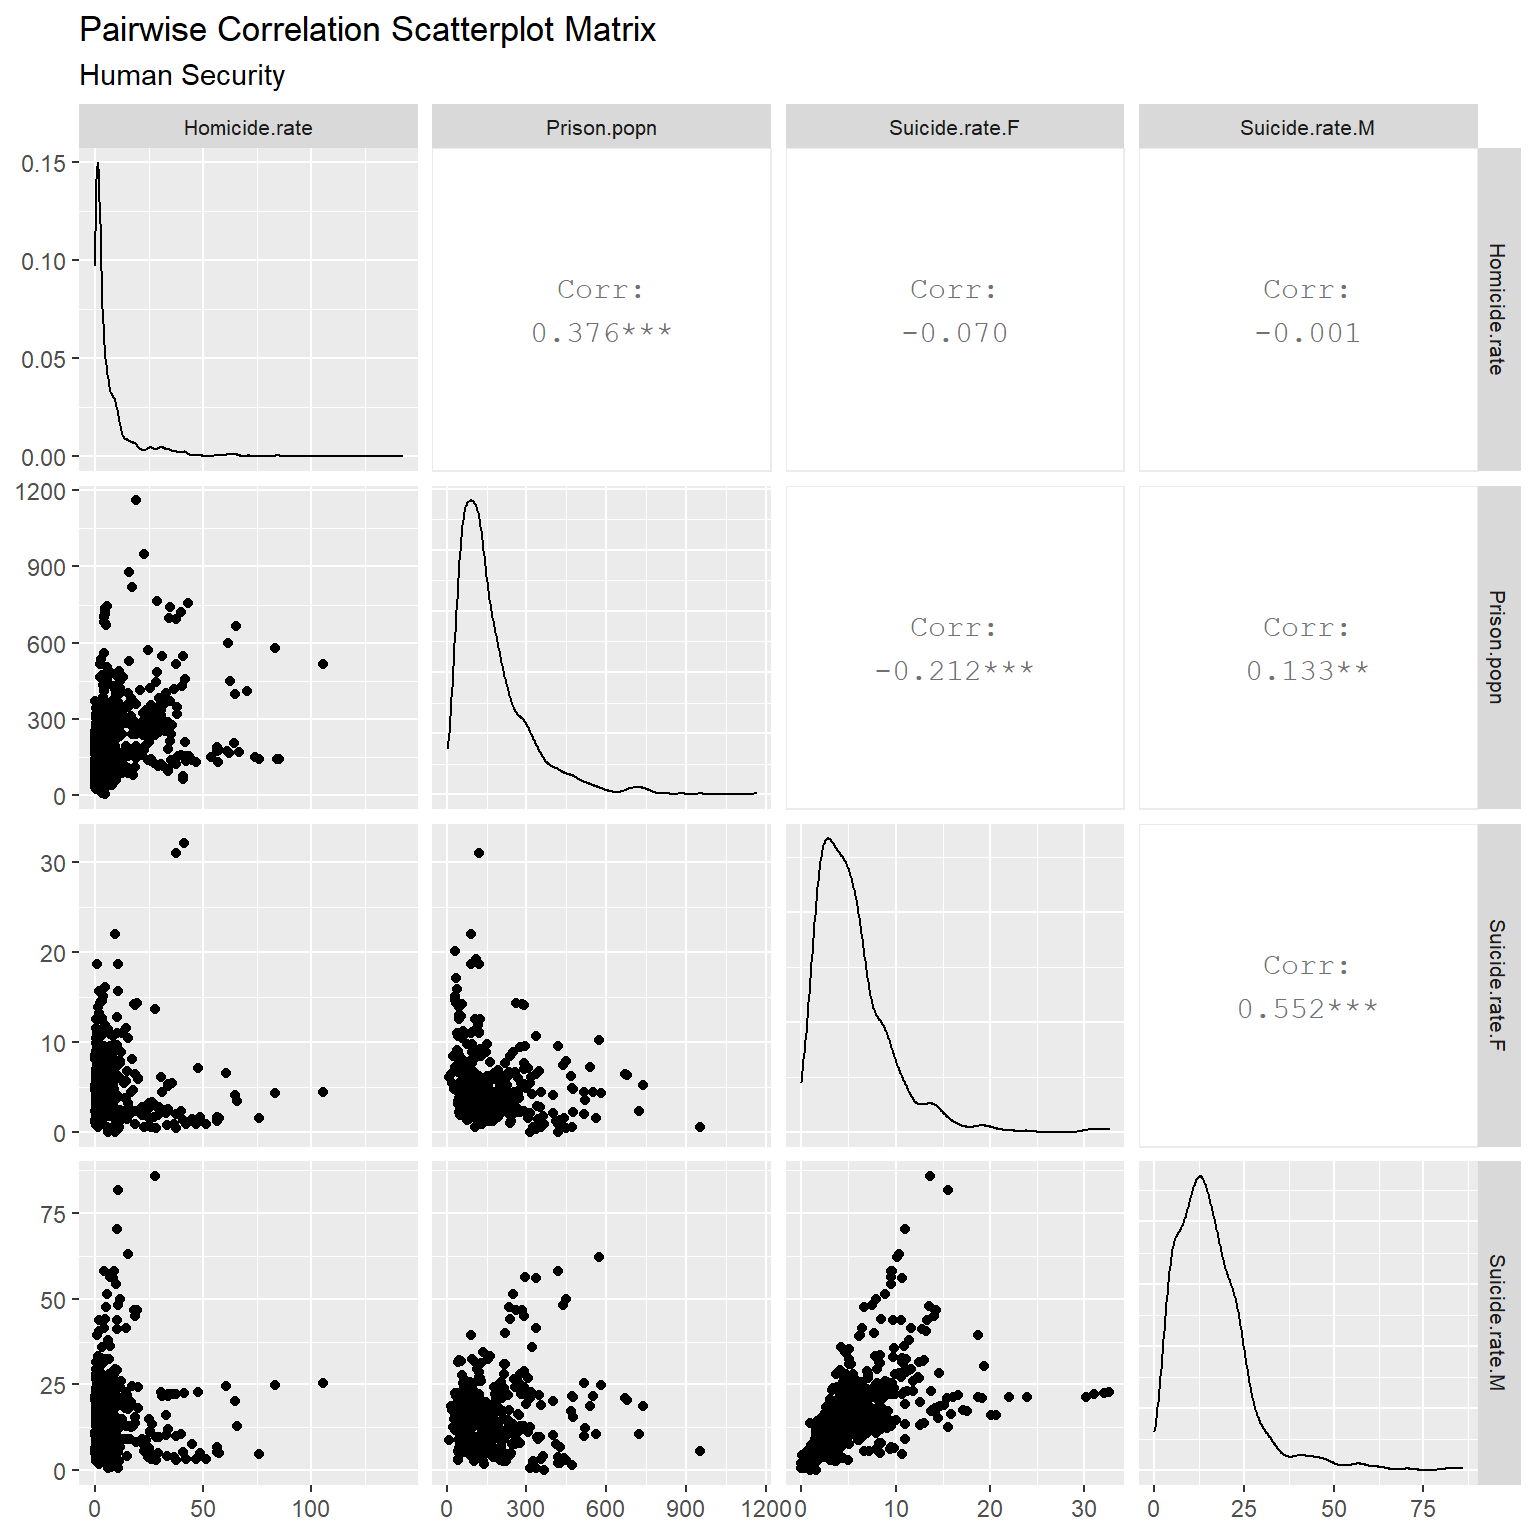 Pairwise Correlation Scatterplot Matrix
Human Security
Homicide.rate
Prison.popn
Suicide.rate.F
Suicide.rate.M
0.15
0.10
0.05
0.00
Corr:
0.376***
Corr:
-0.070
Corr:
-0.001
Homicide.rate
1200
900
600
300
0
Corr:
-0.212***
Corr:
0.133**
Prison.popn
30
20
10
0
Corr:
0.552***
Suicide.rate.F
75
50
25
0
Suicide.rate.M
0 50 100
0 300 600 900 1200
0 10 20 30
0 25 50 75